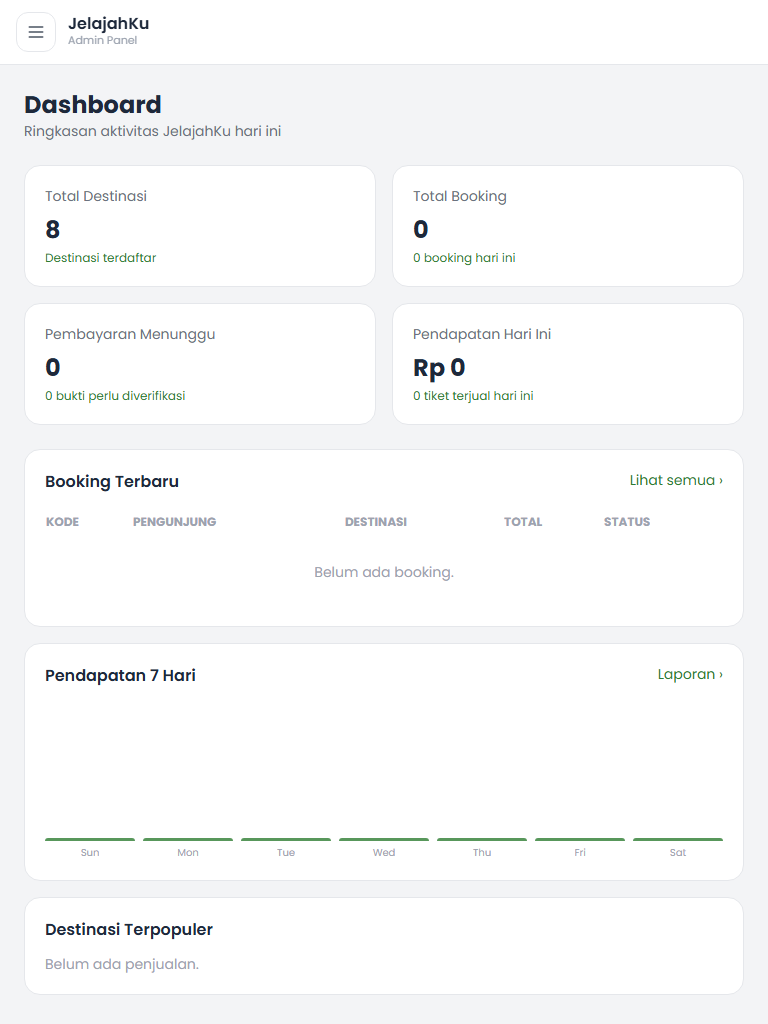 JelajahKu
Admin Panel
Dashboard
Ringkasan aktivitas JelajahKu hari ini
Total Destinasi
8
Destinasi terdaftar
Total Booking
0
0 booking hari ini
Pembayaran Menunggu
0
0 bukti perlu diverifikasi
Pendapatan Hari Ini
Rp 0
0 tiket terjual hari ini
Booking Terbaru
Lihat semua ›
KODE PENGUNJUNG DESTINASI TOTAL STATUS
Belum ada booking.
Pendapatan 7 Hari
Laporan ›
Sun Mon Tue Wed Thu Fri Sat
Destinasi Terpopuler
Belum ada penjualan.